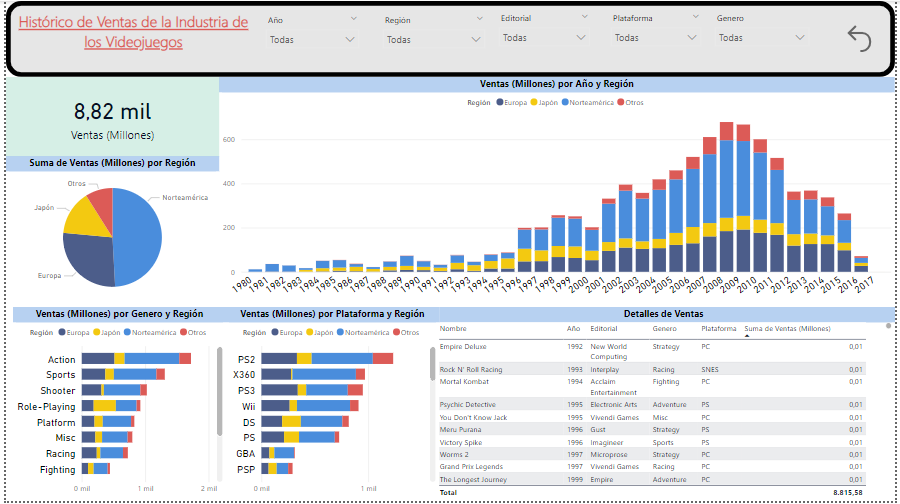 Histórico de Ventas de la Industria de
los Videojuegos
Año
Todas
Región
Todas
Editorial
Todas
Plataforma
Todas
Genero
Todas
8,82 mil
Ventas (Millones)
Suma de Ventas (Millones) por Región
Otros
Norteamérica
Japón
Europa
Ventas (Millones) por Año y Región
Región Europa Japón Norteamérica Otros
600
400
200
0
1980 1981 1982 1983 1984 1985 1986 1987 1988 1989 1990 1991 1992 1993 1994 1995 1996 1997 1998 1999 2000 2001 2002 2003 2004 2005 2006 2007 2008 2009 2010 2011 2012 2013 2014 2015 2016 2017
Ventas (Millones) por Genero y Región
Región Europa Japón Norteamérica Otros
Action
Sports
Shooter
Role-Playing
Platform
Misc
Racing
Fighting
0 mil 1 mil 2 mil
Ventas (Millones) por Plataforma y Región
Región Europa Japón Norteamérica Otros
PS2
X360
PS3
Wii
DS
PS
GBA
PSP
0 mil 1 mil
Detalles de Ventas
Nombre Año Editorial Genero Plataforma Suma de Ventas (Millones)
Empire Deluxe 1992 New World Strategy PC 0,01
Computing
Rock N' Roll Racing 1993 Interplay Racing SNES 0,01
Mortal Kombat 1994 Acclaim Fighting PC 0,01
Entertainment
Psychic Detective 1995 Electronic Arts Adventure PS 0,01
You Don't Know Jack 1995 Vivendi Games Misc PC 0,01
Meru Purana 1996 Gust Strategy PS 0,01
Victory Spike 1996 Imagineer Sports PS 0,01
Worms 2 1997 Microprose Strategy PC 0,01
Grand Prix Legends 1997 Vivendi Games Racing PC 0,01
The Longest Journey 1999 Empire Adventure PC 0,01
Total 8.815,58